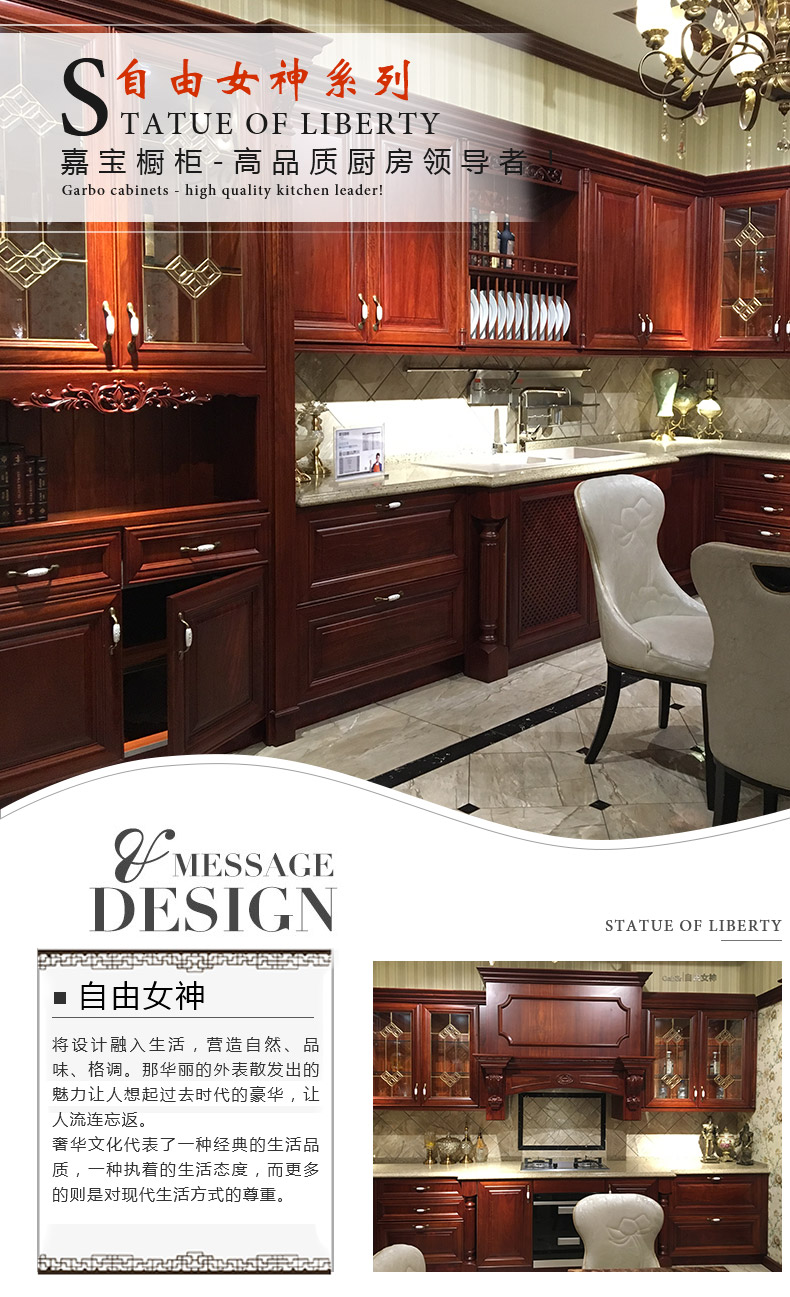 自由女神系列
STATUE OF LIBERTY
嘉宝橱柜-高品质厨房领导者！
Garbo cabinets - high quality kitchen leader!
& MESSAGE
DESIGN
STATUE OF LIBERTY
自由女神
自由女神
将设计融入生活，营造自然、品
味、格调。那华丽的外表散发出的
魅力让人想起过去时代的豪华，让
人流连忘返。
奢华文化代表了一种经典的生活品
质，一种执着的生活态度，而更多
的则是对现代生活方式的尊重。